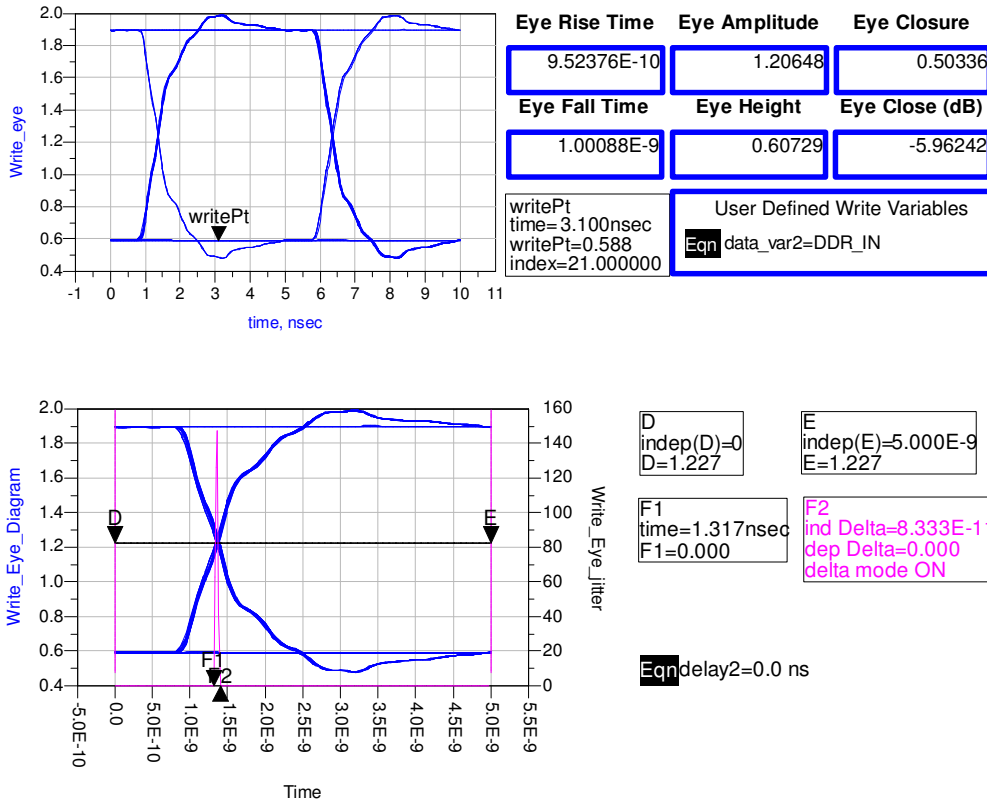 Eye Rise Time Eye Amplitude Eye Closure
9.52376E-10 1.20648 0.50336
Eye Fall Time Eye Height Eye Close (dB)
1.00088E-9 0.60729 -5.96242
2.0
1.8
1.6
1.4
1.2
1.0
0.8
0.6
0.4
Write_eye
writePt
-1 0 1 2 3 4 5 6 7 8 9 10 11
time, nsec
writePt
time=3.100nsec
writePt=0.588
index=21.000000
User Defined Write Variables
Eqn data_var2=DDR_IN
2.0
1.8
1.6
1.4
1.2
1.0
0.8
0.6
0.4
Write_Eye_Diagram
D
E
F1
F2
160
140
120
100
80
60
40
20
0
Write_Eye_jitter
-5.0E-10
0.0
5.0E-10
1.0E-9
1.5E-9
2.0E-9
2.5E-9
3.0E-9
3.5E-9
4.0E-9
4.5E-9
5.0E-9
5.5E-9
Time
D
indep(D)=0
D=1.227
E
indep(E)=5.000E-9
E=1.227
F1
time=1.317nsec
F1=0.000
F2
ind Delta=8.333E-11
dep Delta=0.000
delta mode ON
Eqn delay2=0.0 ns